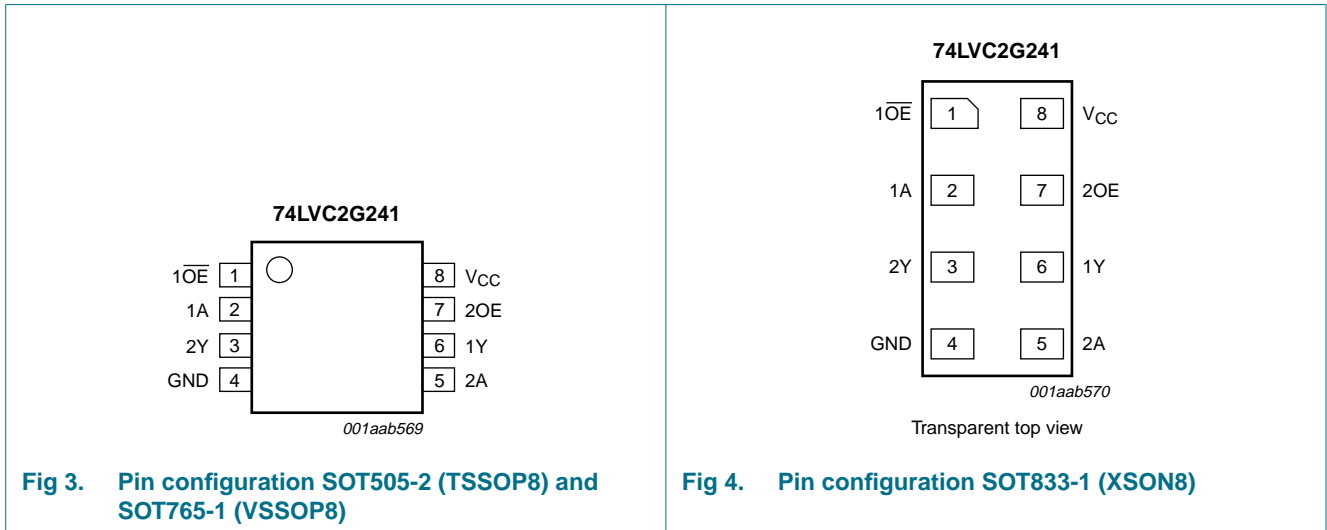 74LVC2G241
1O̅E̅ 1 8 VCC
1A 2 7 2OE
2Y 3 6 1Y
GND 4 5 2A
001aab569
Fig 3. Pin configuration SOT505-2 (TSSOP8) and
SOT765-1 (VSSOP8)
74LVC2G241
1O̅E̅ 1 8 VCC
1A 2 7 2OE
2Y 3 6 1Y
GND 4 5 2A
001aab570
Transparent top view
Fig 4. Pin configuration SOT833-1 (XSON8)